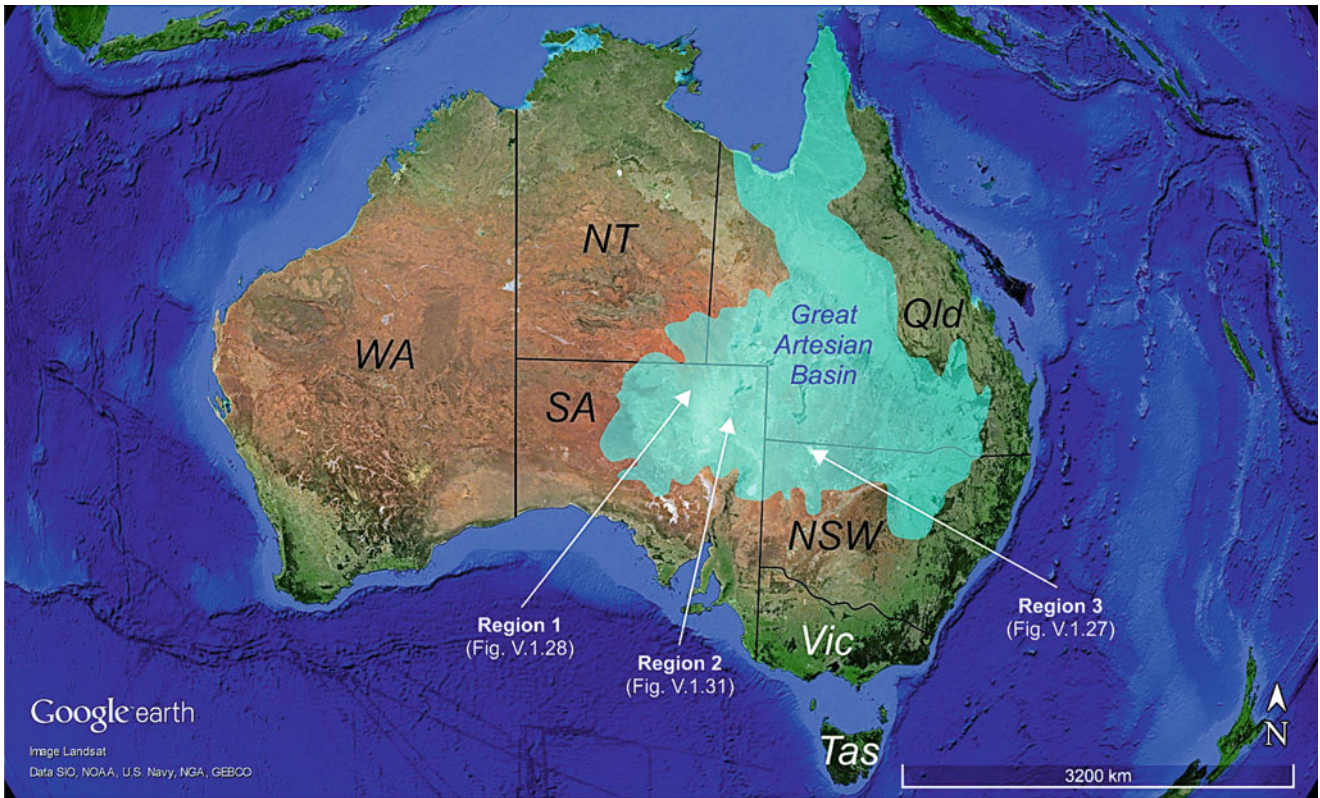 NT
Great
Artesian
Basin
Qld
WA
SA
NSW
Region 1
(Fig. V.1.28)
Region 2
(Fig. V.1.31)
Region 3
(Fig. V.1.27)
Vic
Tas
Google earth
Image Landsat
Data SIO, NOAA, U.S. Navy, NGA, GEBCO
N
3200 km